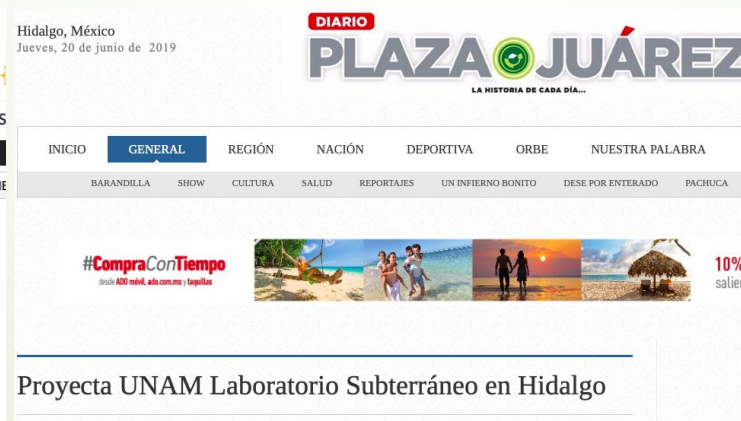 Hidalgo, México
Jueves, 20 de junio de 2019
DIARIO
PLAZA JUÁREZ
LA HISTORIA DE CADA DÍA...
INICIO GENERAL REGIÓN NACIÓN DEPORTIVA ORBE NUESTRA PALABRA
BARANDILLA SHOW CULTURA SALUD REPORTAJES UN INFIERNO BONITO DESE POR ENTERADO PACHUCA
#CompraConTiempo
desde ADO móvil, ado.com.mx y taquillas
10%
Proyecta UNAM Laboratorio Subterráneo en Hidalgo